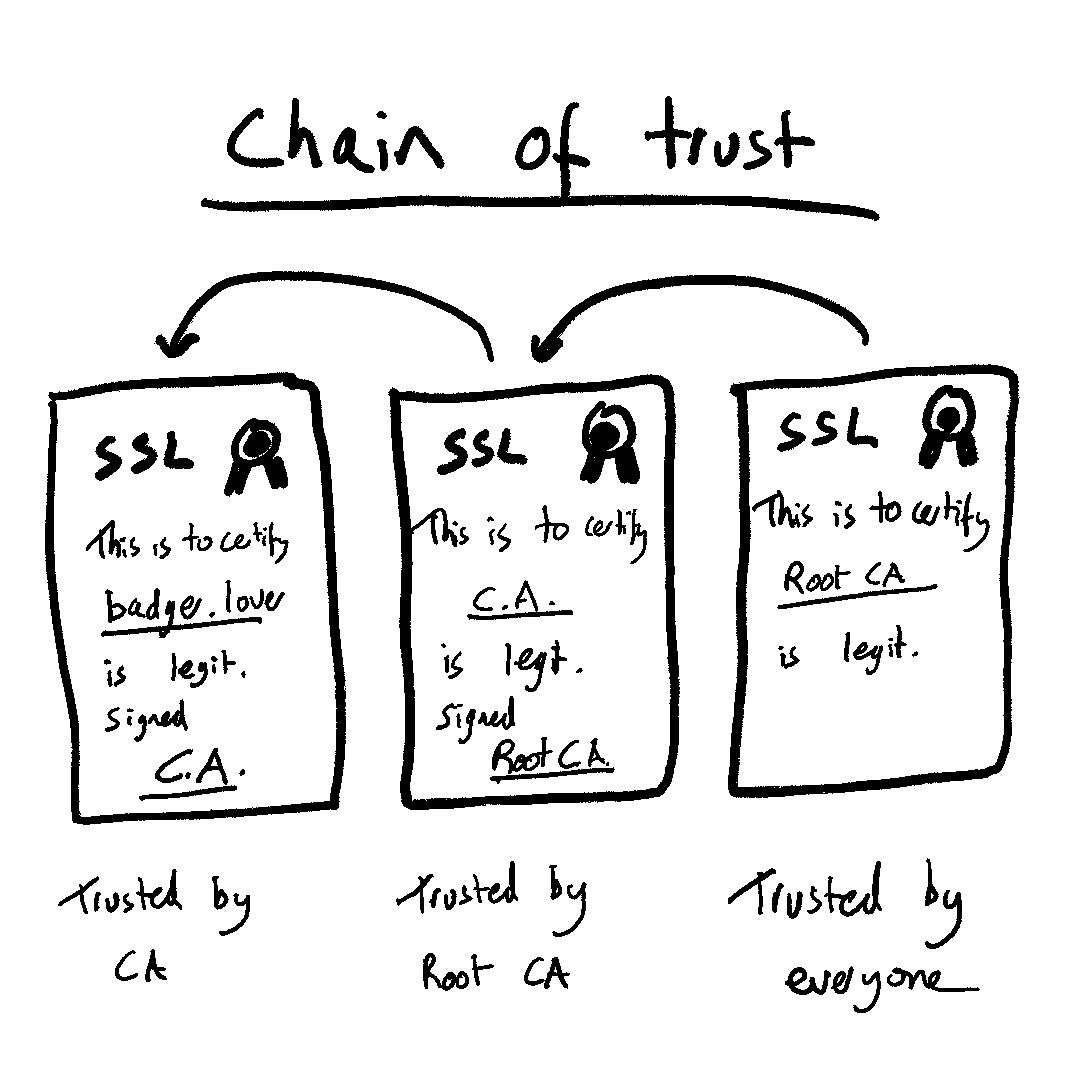 Chain of trust
SSL
This is to certify
badger.love
is legit.
signed
C.A.
Trusted by
CA
SSL
This is to certify
C.A.
is legit.
signed
Root CA.
Trusted by
Root CA
SSL
This is to certify
Root CA
is legit.
Trusted by
everyone